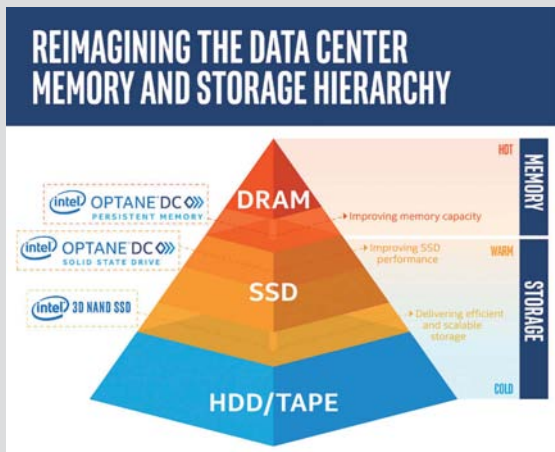 REIMAGINING THE DATA CENTER
MEMORY AND STORAGE HIERARCHY
HOT
MEMORY
intel OPTANE DC
PERSISTENT MEMORY
DRAM
Improving memory capacity
intel OPTANE DC
SOLID STATE DRIVE
Improving SSD
performance
WARM
SSD
STORAGE
intel 3D NAND SSD
Delivering efficient
and scalable
storage
HDD/TAPE
COLD